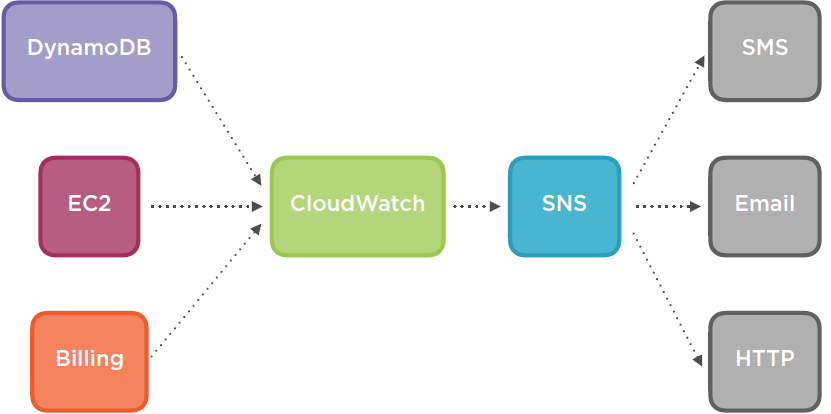 DynamoDB
SMS
EC2
CloudWatch
SNS
Email
Billing
HTTP